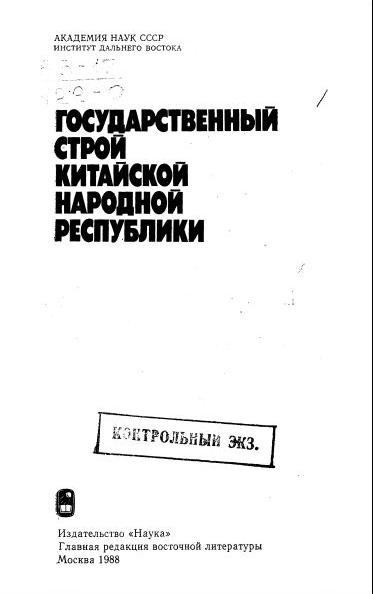 АКАДЕМИЯ НАУК СССР
ИНСТИТУТ ДАЛЬНЕГО ВОСТОКА
ГОСУДАРСТВЕННЫЙ
СТРОЙ
КИТАЙСКОЙ
НАРОДНОЙ
РЕСПУБЛИКИ
КОНТРОЛЬНЫЙ ЭКЗ.
Издательство «Наука»
Главная редакция восточной литературы
Москва 1988